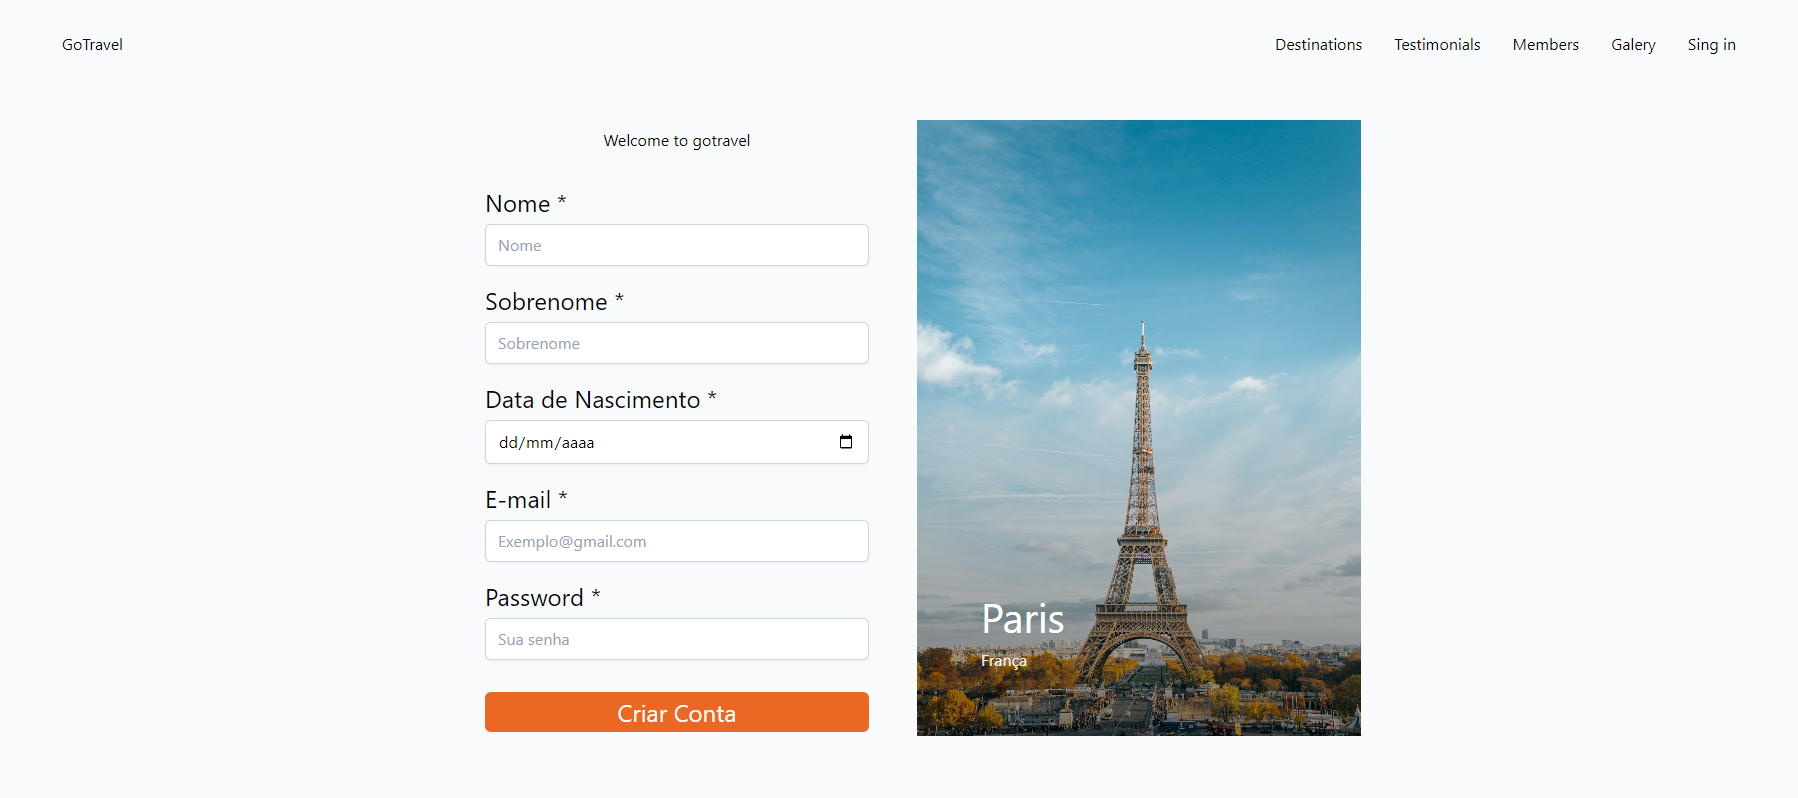 GoTravel
Destinations Testimonials Members Galery Sing in
Welcome to gotravel
Nome *
Nome
Sobrenome *
Sobrenome
Data de Nascimento *
dd/mm/aaaa
E-mail *
Exemplo@gmail.com
Password *
Sua senha
Criar Conta
Paris
França